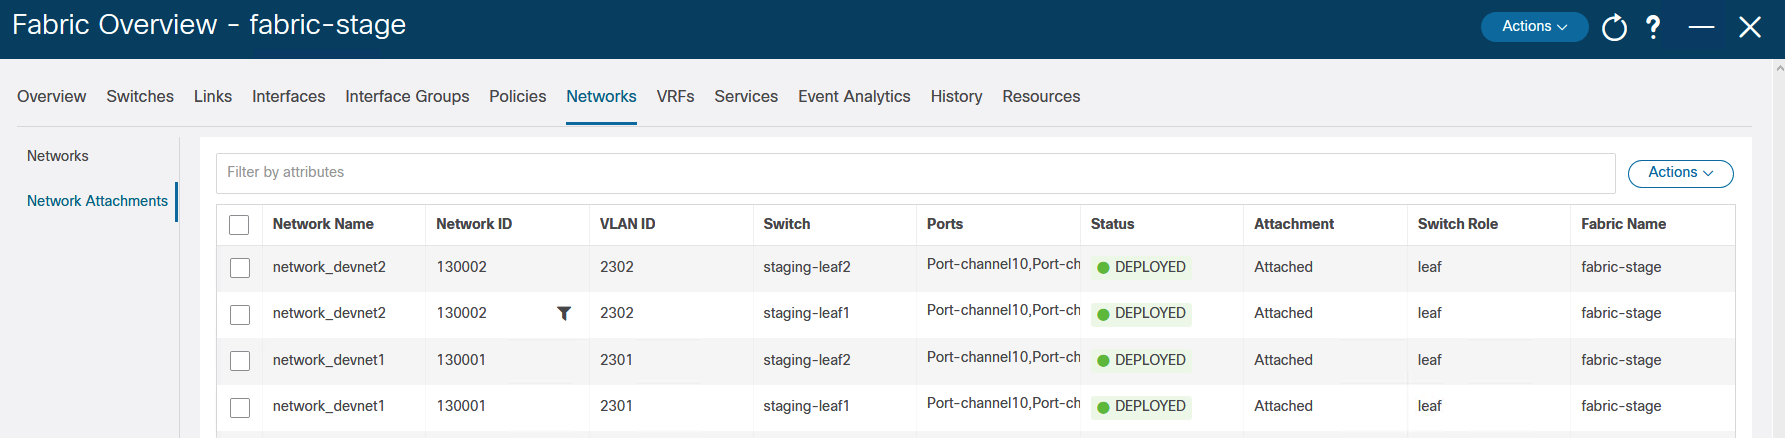 Fabric Overview - fabric-stage
Actions
?
Overview Switches Links Interfaces Interface Groups Policies Networks VRFs Services Event Analytics History Resources
Networks
Network Attachments
Filter by attributes
Actions
Network Name Network ID VLAN ID Switch Ports Status Attachment Switch Role Fabric Name
network_devnet2 130002 2302 staging-leaf2 Port-channel10,Port-ch DEPLOYED Attached leaf fabric-stage
network_devnet2 130002 2302 staging-leaf1 Port-channel10,Port-ch DEPLOYED Attached leaf fabric-stage
network_devnet1 130001 2301 staging-leaf2 Port-channel10,Port-ch DEPLOYED Attached leaf fabric-stage
network_devnet1 130001 2301 staging-leaf1 Port-channel10,Port-ch DEPLOYED Attached leaf fabric-stage